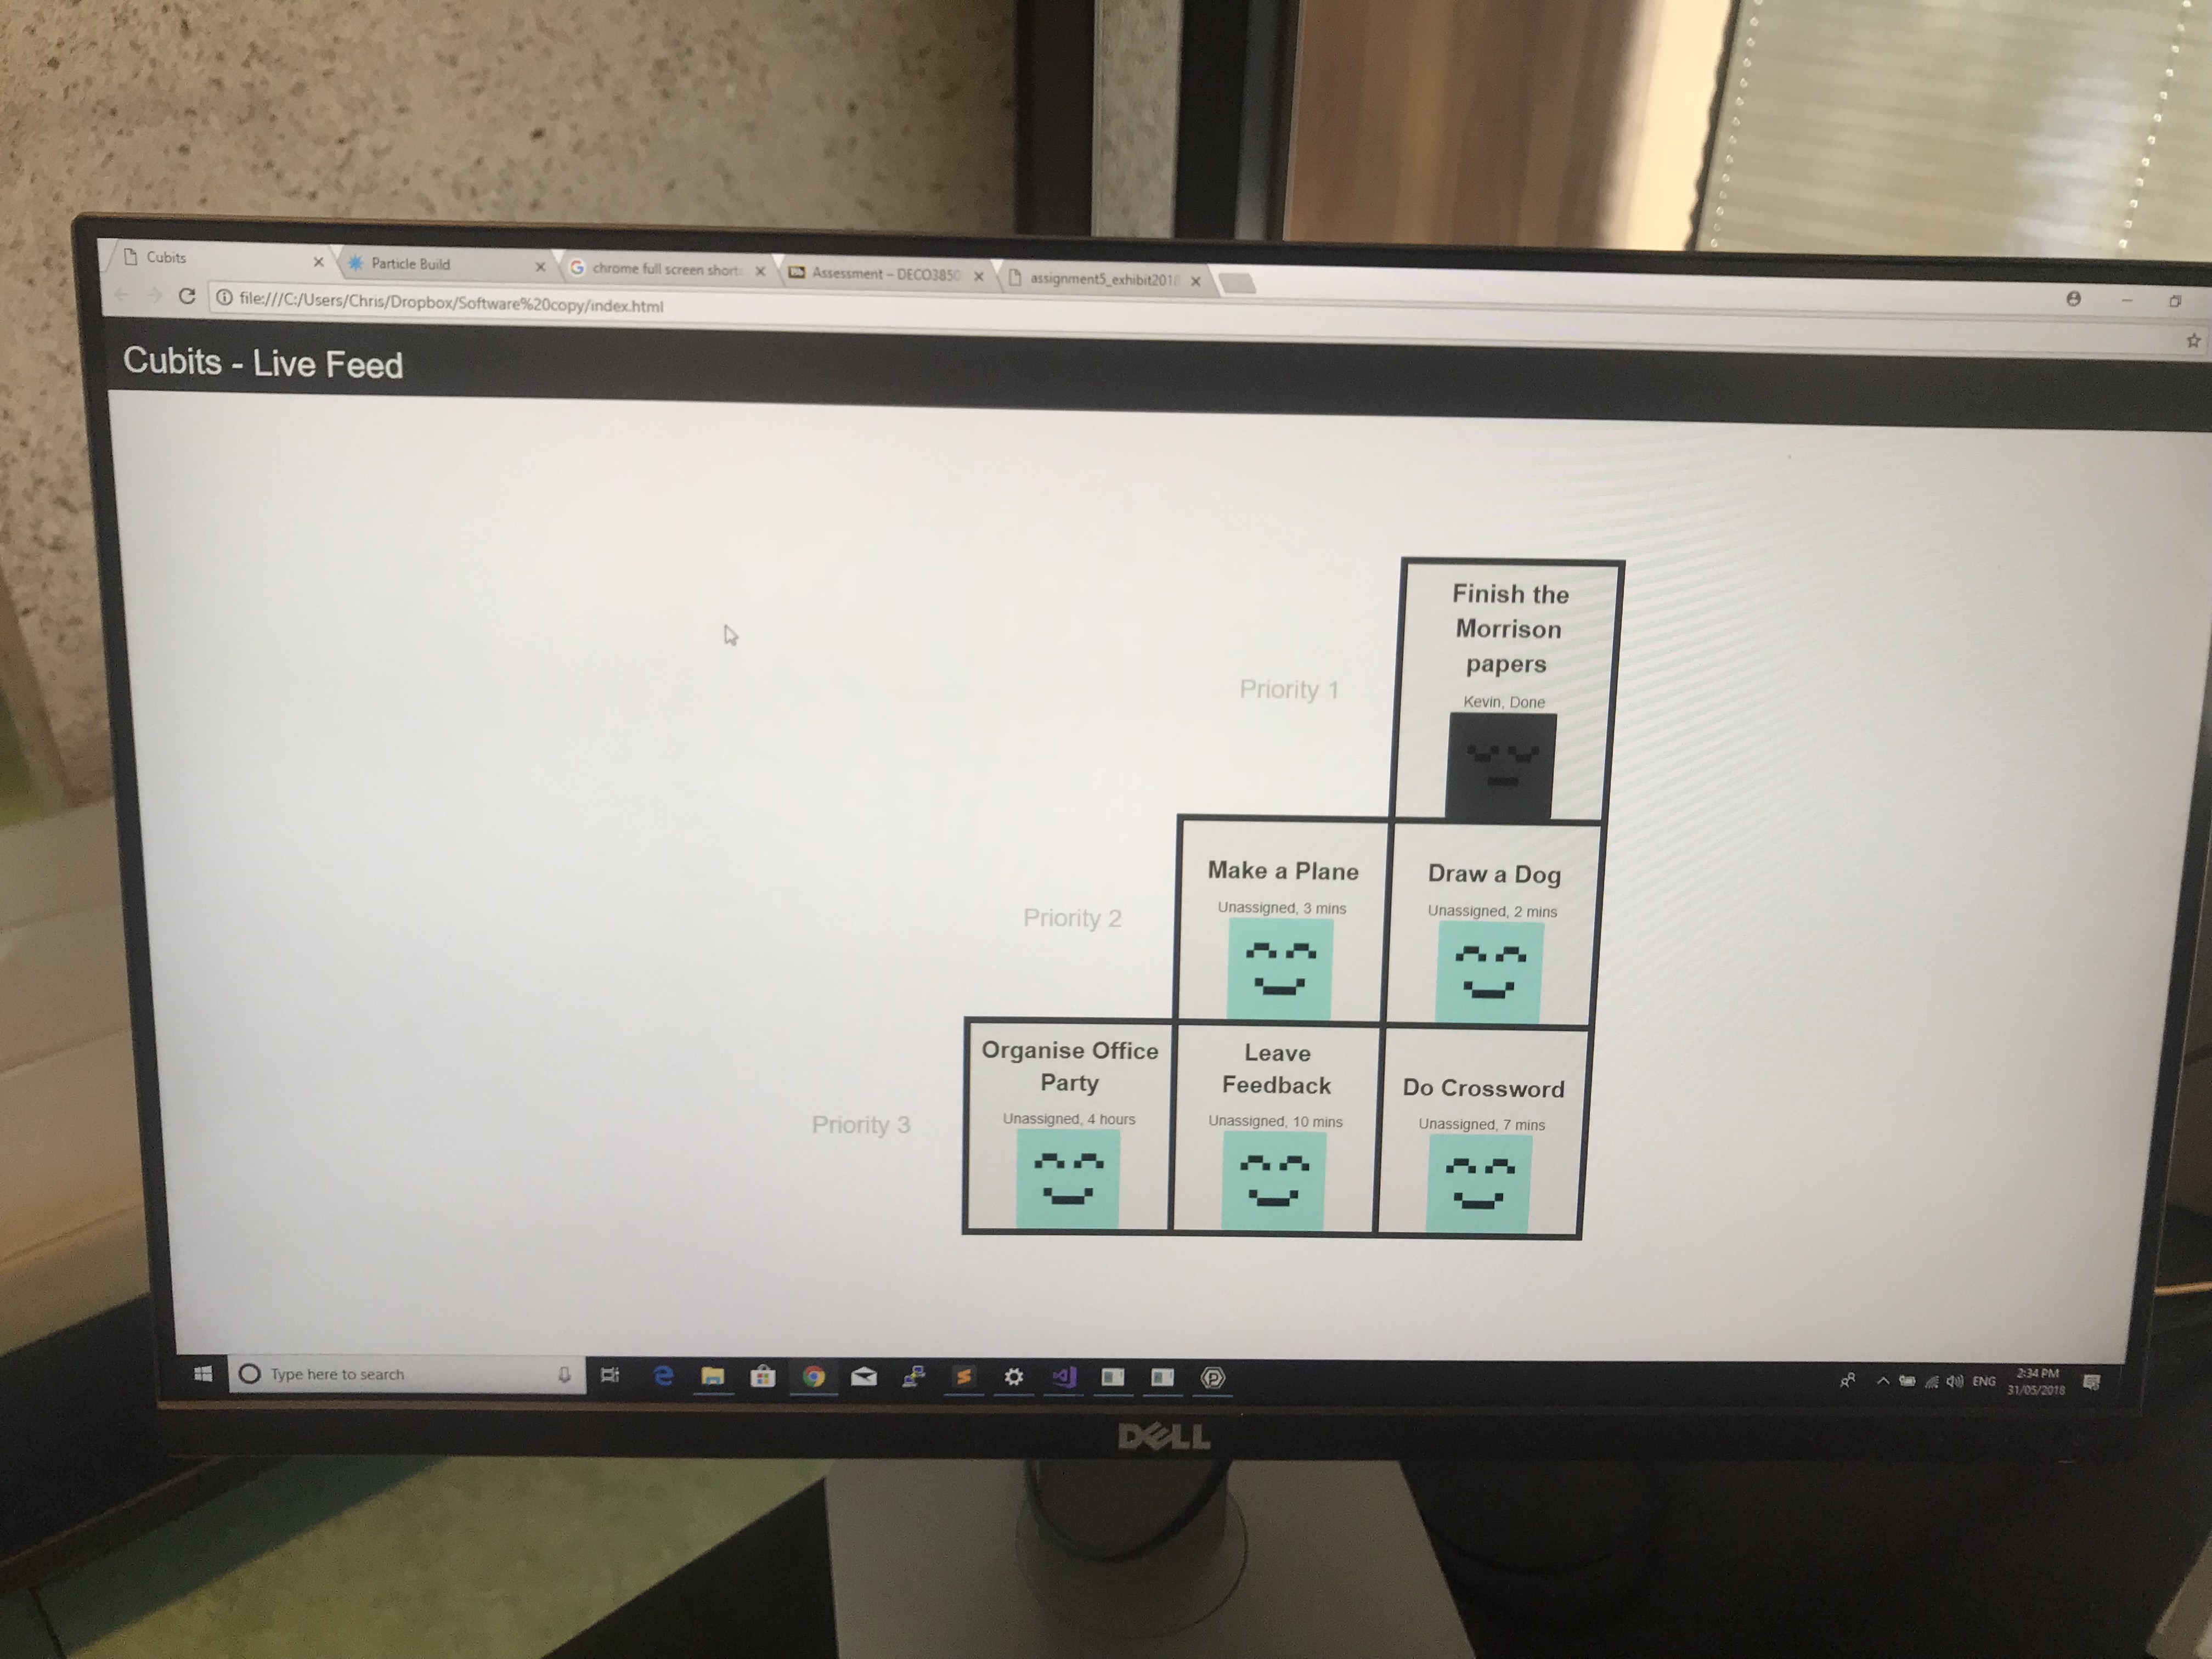 Cubits
Particle Build
chrome full screen short
Assessment – DECO3850
assignment5_exhibit2018
file:///C:/Users/Chris/Dropbox/Software%20copy/index.html
Cubits - Live Feed
Finish the
Morrison
papers
Kevin, Done
Priority 1
Make a Plane
Unassigned, 3 mins
Draw a Dog
Unassigned, 2 mins
Priority 2
Organise Office
Party
Unassigned, 4 hours
Leave
Feedback
Unassigned, 10 mins
Do Crossword
Unassigned, 7 mins
Priority 3
Type here to search
ENG
2:34 PM
31/05/2018
DELL